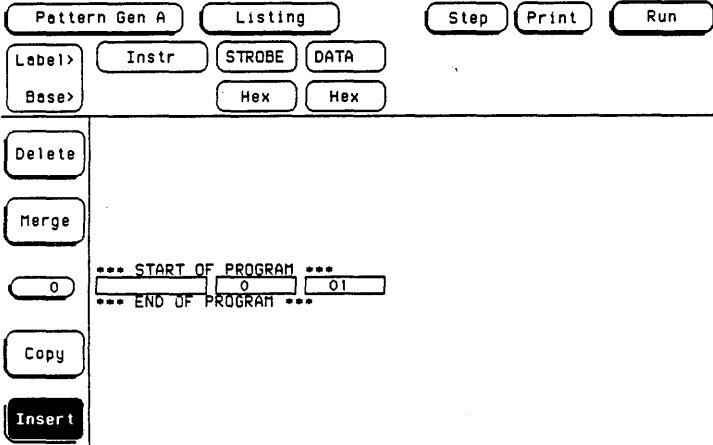 Pattern Gen A Listing Step Print Run
Label> Instr STROBE DATA
Base> Hex Hex
Delete
Merge
*** START OF PROGRAM ***
0 0 01
*** END OF PROGRAM ***
Copy
Insert